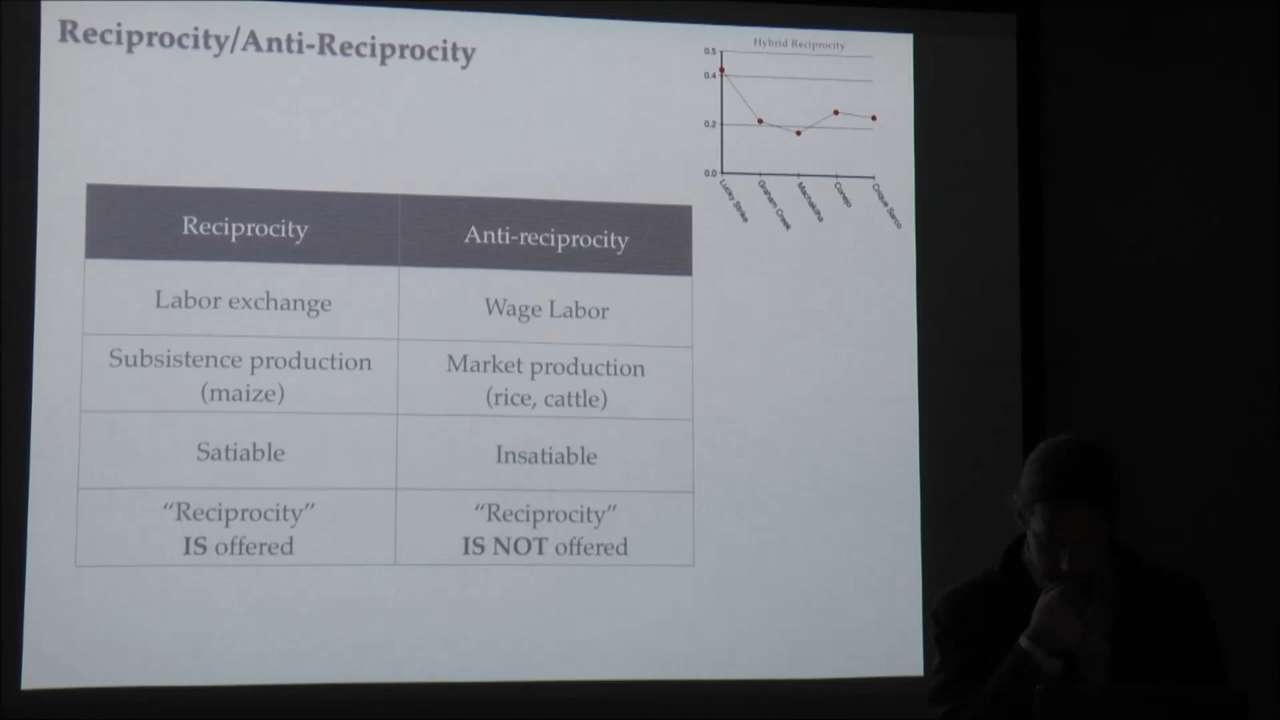 Reciprocity/Anti-Reciprocity
Hybrid Reciprocity
0.5
0.4
0.2
0.0
Lucky Strike
Graham Creek
Machakilha
Conejo
Crique Sarco
Reciprocity
Anti-reciprocity
Labor exchange
Wage Labor
Subsistence production
(maize)
Market production
(rice, cattle)
Satiable
Insatiable
“Reciprocity”
IS offered
“Reciprocity”
IS NOT offered